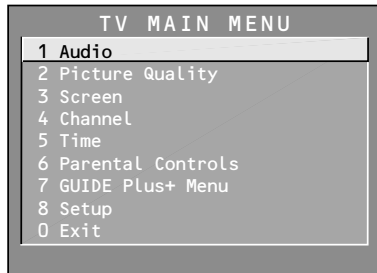 TV MAIN MENU
1 Audio
2 Picture Quality
3 Screen
4 Channel
5 Time
6 Parental Controls
7 GUIDE Plus+ Menu
8 Setup
0 Exit